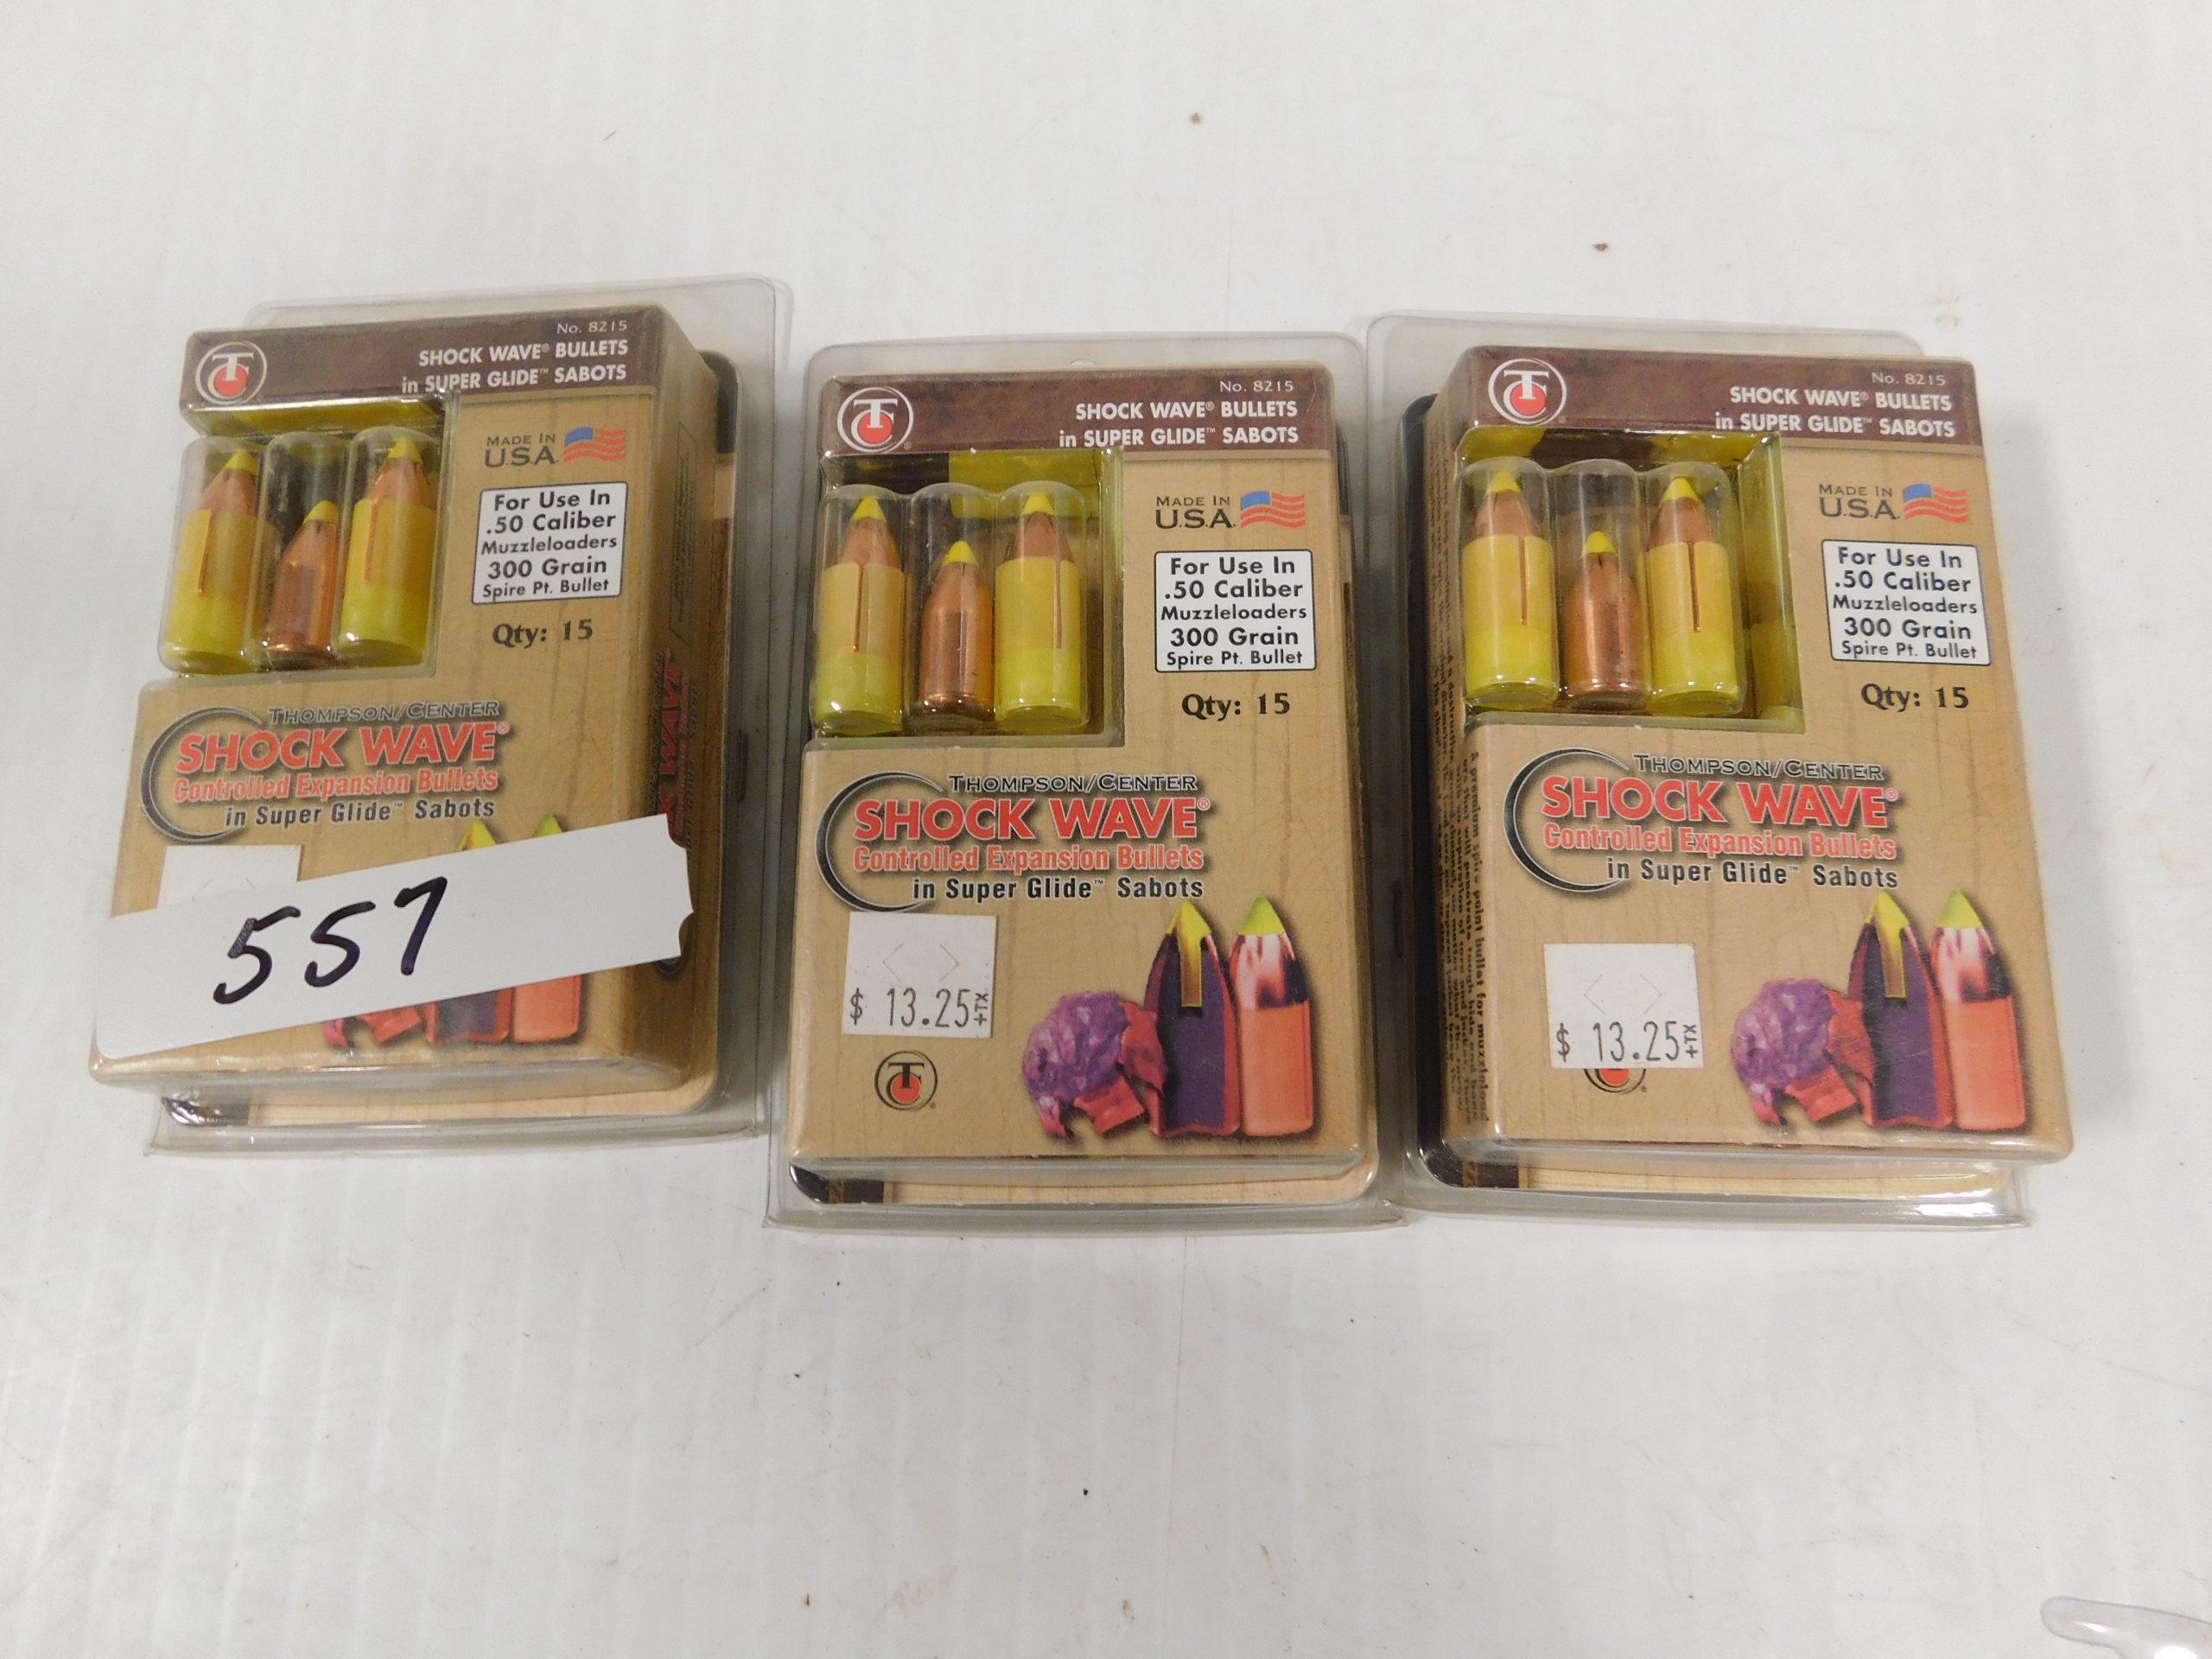 No. 8215
SHOCK WAVE® BULLETS
in SUPER GLIDE™ SABOTS
MADE IN
U.S.A.
For Use In
.50 Caliber
Muzzleloaders
300 Grain
Spire Pt. Bullet
Qty: 15
THOMPSON/CENTER
SHOCK WAVE®
Controlled Expansion Bullets
in Super Glide™ Sabots
557
No. 8215
SHOCK WAVE® BULLETS
in SUPER GLIDE™ SABOTS
MADE IN
U.S.A.
For Use In
.50 Caliber
Muzzleloaders
300 Grain
Spire Pt. Bullet
Qty: 15
THOMPSON/CENTER
SHOCK WAVE®
Controlled Expansion Bullets
in Super Glide™ Sabots
$ 13.25+TX
No. 8215
SHOCK WAVE® BULLETS
in SUPER GLIDE™ SABOTS
MADE IN
U.S.A.
For Use In
.50 Caliber
Muzzleloaders
300 Grain
Spire Pt. Bullet
Qty: 15
THOMPSON/CENTER
SHOCK WAVE®
Controlled Expansion Bullets
in Super Glide™ Sabots
$ 13.25+TX